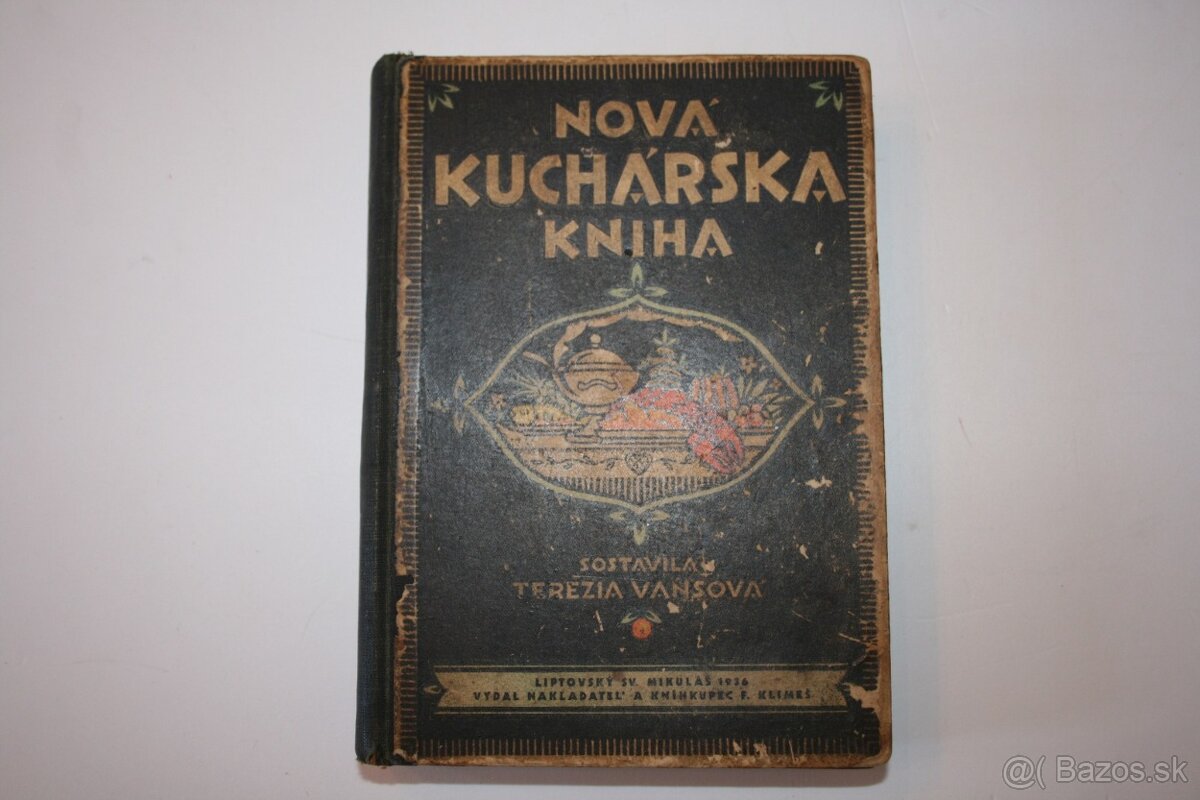 NOVÁ
KUCHÁRSKA
KNIHA
SOSTAVILA
TERÉZIA VANSOVÁ
LIPTOVSKÝ SV. MIKULÁŠ 1936
VYDAL NAKLADATEĽ A KNÍHKUPEC F. KLIMEŠ
@( Bazos.sk